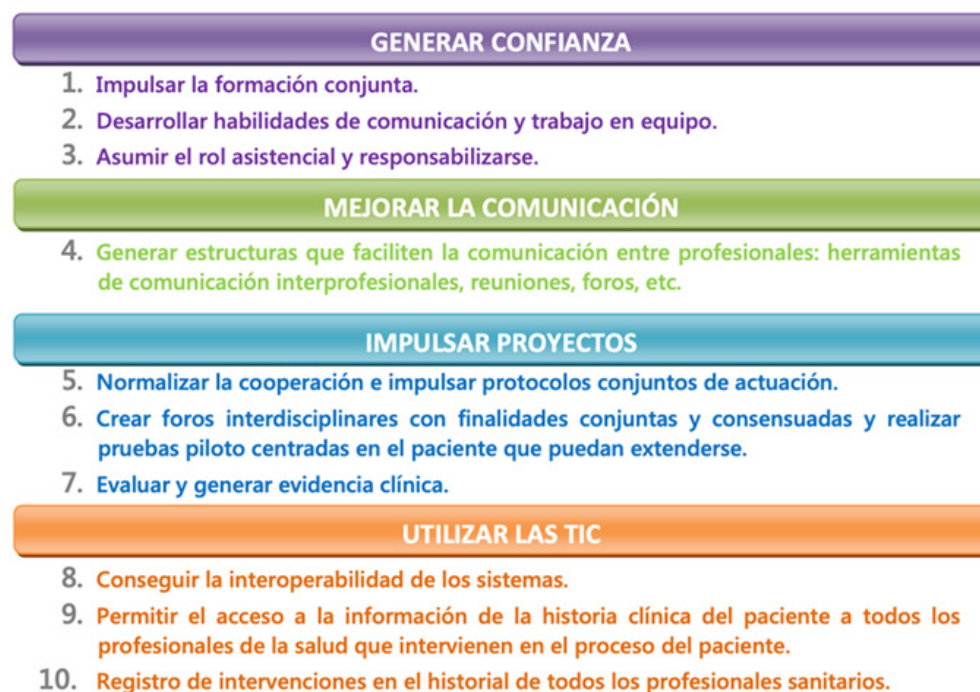 GENERAR CONFIANZA
1. Impulsar la formación conjunta.
2. Desarrollar habilidades de comunicación y trabajo en equipo.
3. Asumir el rol asistencial y responsabilizarse.
MEJORAR LA COMUNICACIÓN
4. Generar estructuras que faciliten la comunicación entre profesionales: herramientas
de comunicación interprofesionales, reuniones, foros, etc.
IMPULSAR PROYECTOS
5. Normalizar la cooperación e impulsar protocolos conjuntos de actuación.
6. Crear foros interdisciplinares con finalidades conjuntas y consensuadas y realizar
pruebas piloto centradas en el paciente que puedan extenderse.
7. Evaluar y generar evidencia clínica.
UTILIZAR LAS TIC
8. Conseguir la interoperabilidad de los sistemas.
9. Permitir el acceso a la información de la historia clínica del paciente a todos los
profesionales de la salud que intervienen en el proceso del paciente.
10. Registro de intervenciones en el historial de todos los profesionales sanitarios.